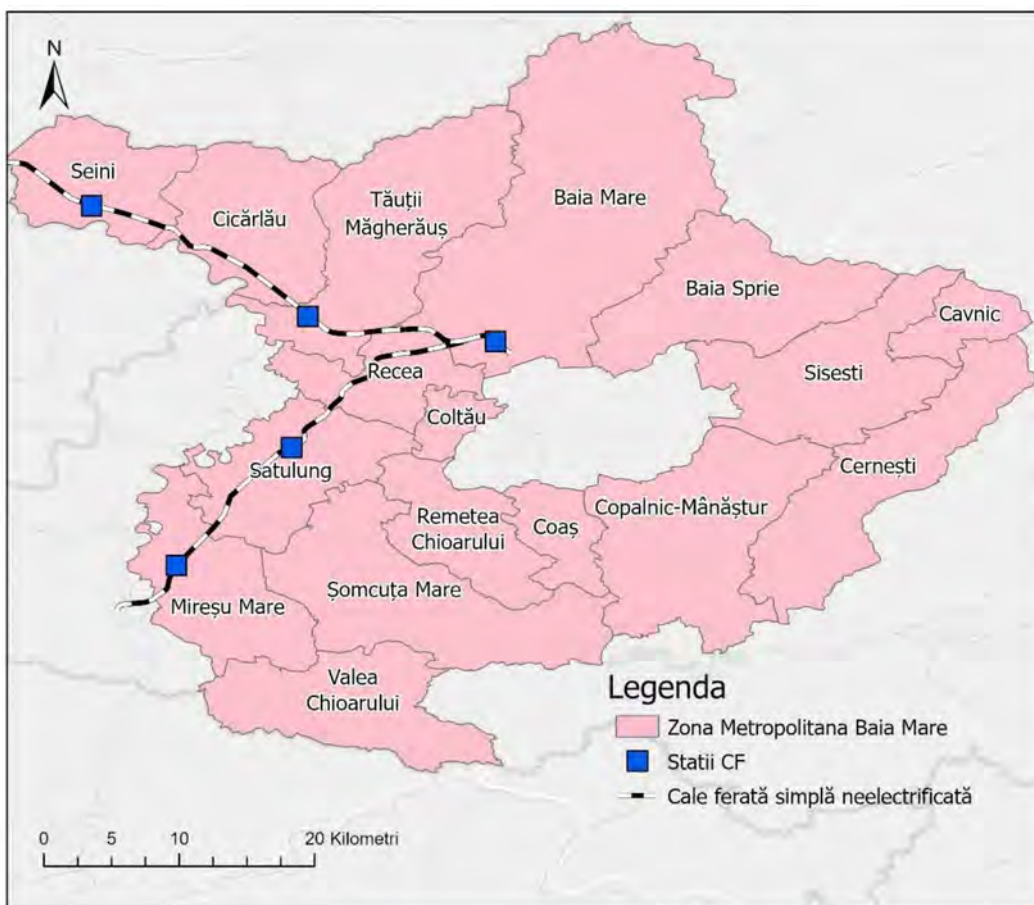 N
Seini
Cicărlău
Tăuții
Măgherăuș
Baia Mare
Baia Sprie
Cavnic
Sisesti
Recea
Coltău
Cernești
Satulung
Copalnic-Mânăștur
Remetea
Chioarului
Coaș
Șomcuța Mare
Mireșu Mare
Valea
Chioarului
Legenda
Zona Metropolitana Baia Mare
Statii CF
Cale ferată simplă neelectrificată
0 5 10 20 Kilometri